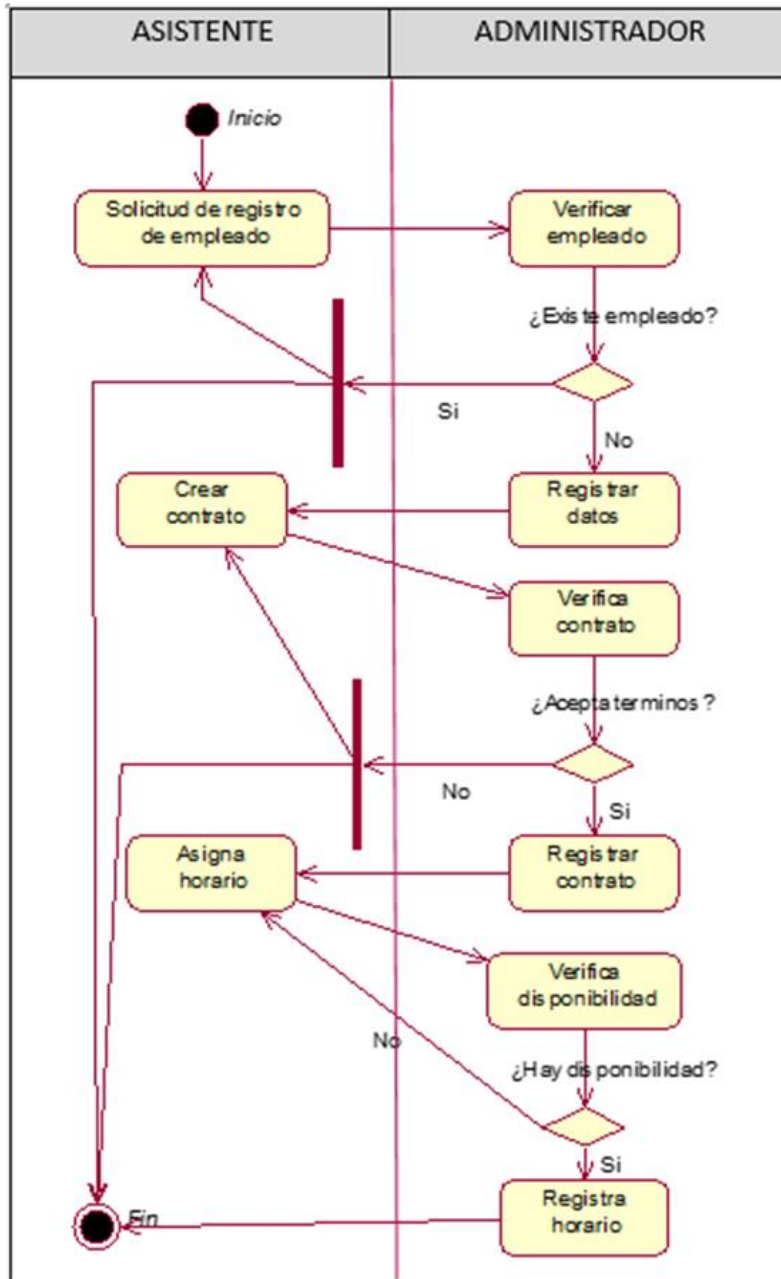 ASISTENTE
ADMINISTRADOR
Inicio
Solicitud de registro
de empleado
Verificar
empleado
¿Existe empleado?
Si
No
Crear
contrato
Registrar
datos
Verifica
contrato
¿Acepta terminos ?
No
Si
Asigna
horario
Registrar
contrato
Verifica
disponibilidad
No
¿Hay disponibilidad?
Si
Registra
horario
Fin